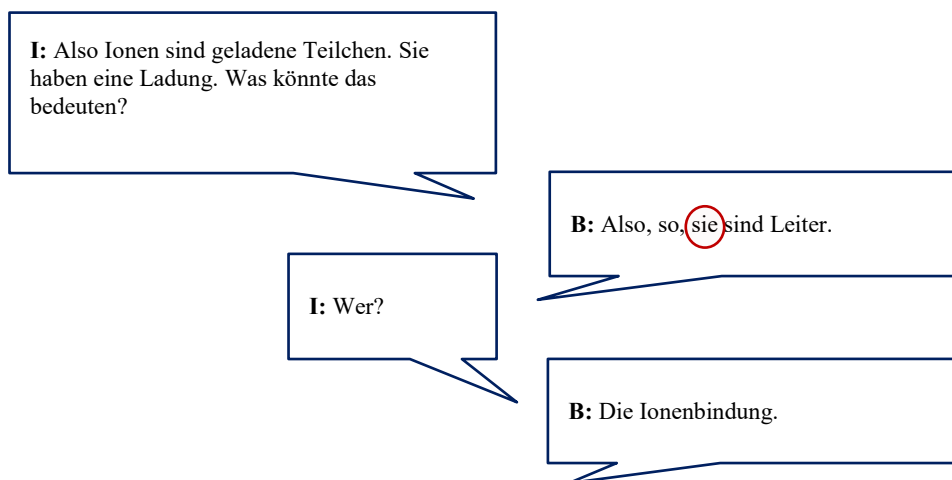 I: Also Ionen sind geladene Teilchen. Sie
haben eine Ladung. Was könnte das
bedeuten?
B: Also, so, sie sind Leiter.
I: Wer?
B: Die Ionenbindung.